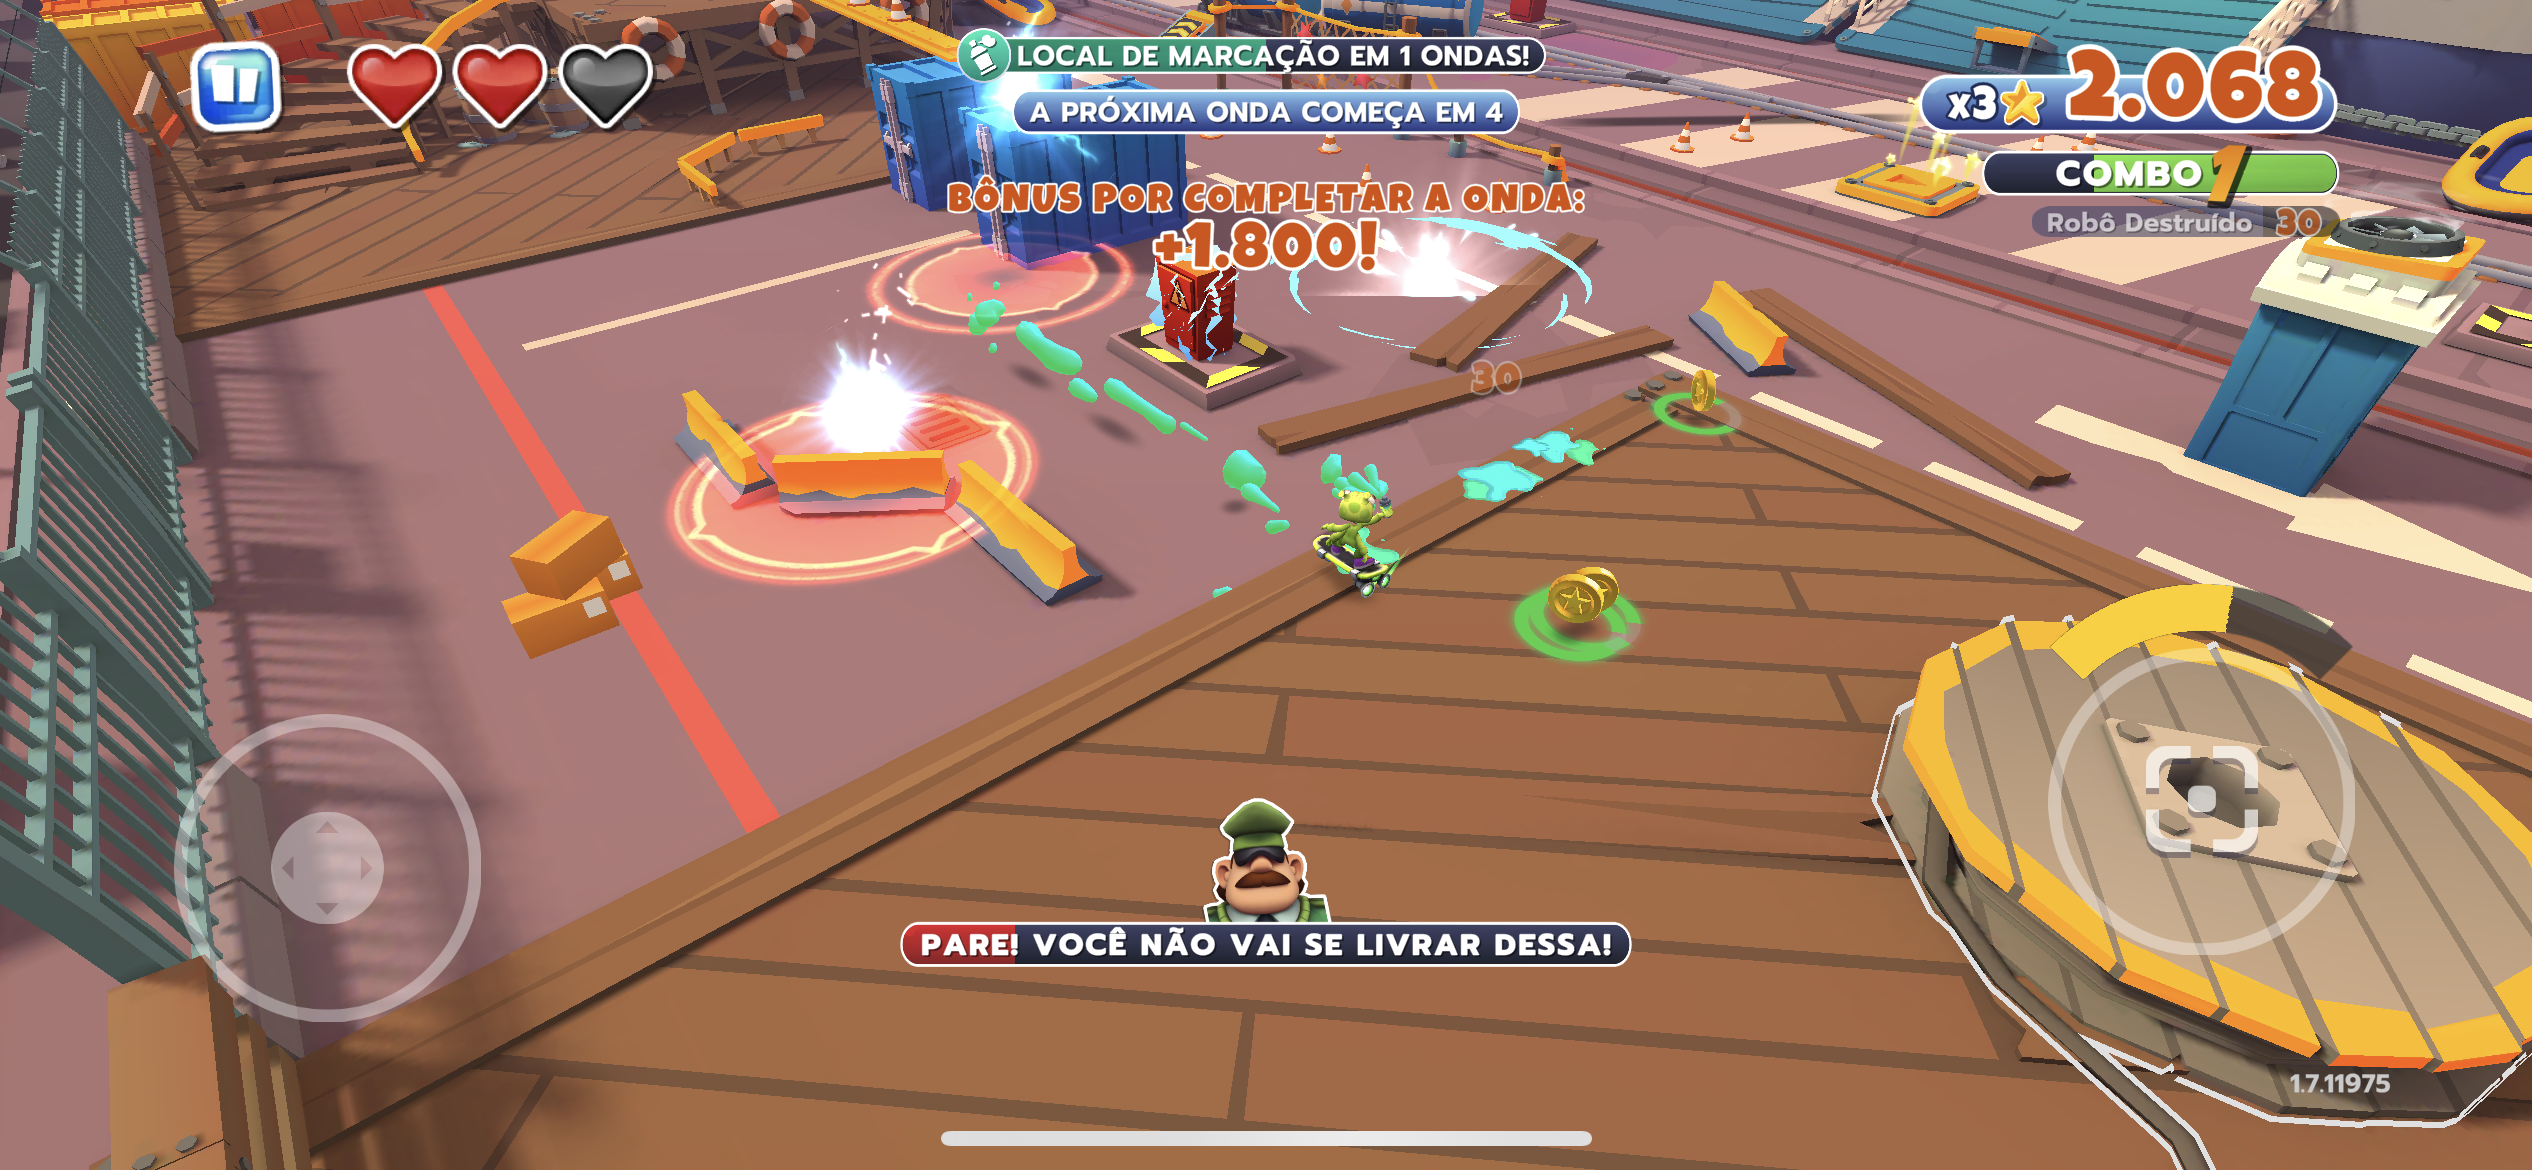 LOCAL DE MARCAÇÃO EM 1 ONDAS!
A PRÓXIMA ONDA COMEÇA EM 4
x3 2.068
COMBO 1
Robô Destruído 30
BÔNUS POR COMPLETAR A ONDA:
+1.800!
30
PARE! VOCÊ NÃO VAI SE LIVRAR DESSA!
1.7.11975